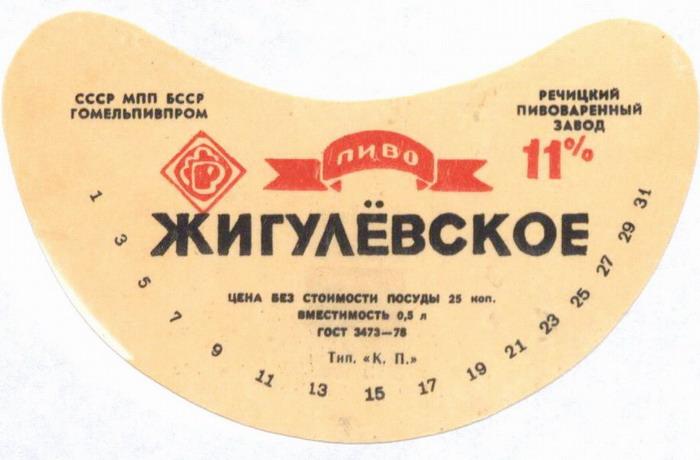 СССР МПП БССР
ГОМЕЛЬПИВПРОМ
РЕЧИЦКИЙ
ПИВОВАРЕННЫЙ
ЗАВОД
11%
ПИВО
ЖИГУЛЁВСКОЕ
ЦЕНА БЕЗ СТОИМОСТИ ПОСУДЫ 25 коп.
ВМЕСТИМОСТЬ 0,5 л
ГОСТ 3473—78
Тип. «К. П.»
1 3 5 7 9 11 13 15 17 19 21 23 25 27 29 31